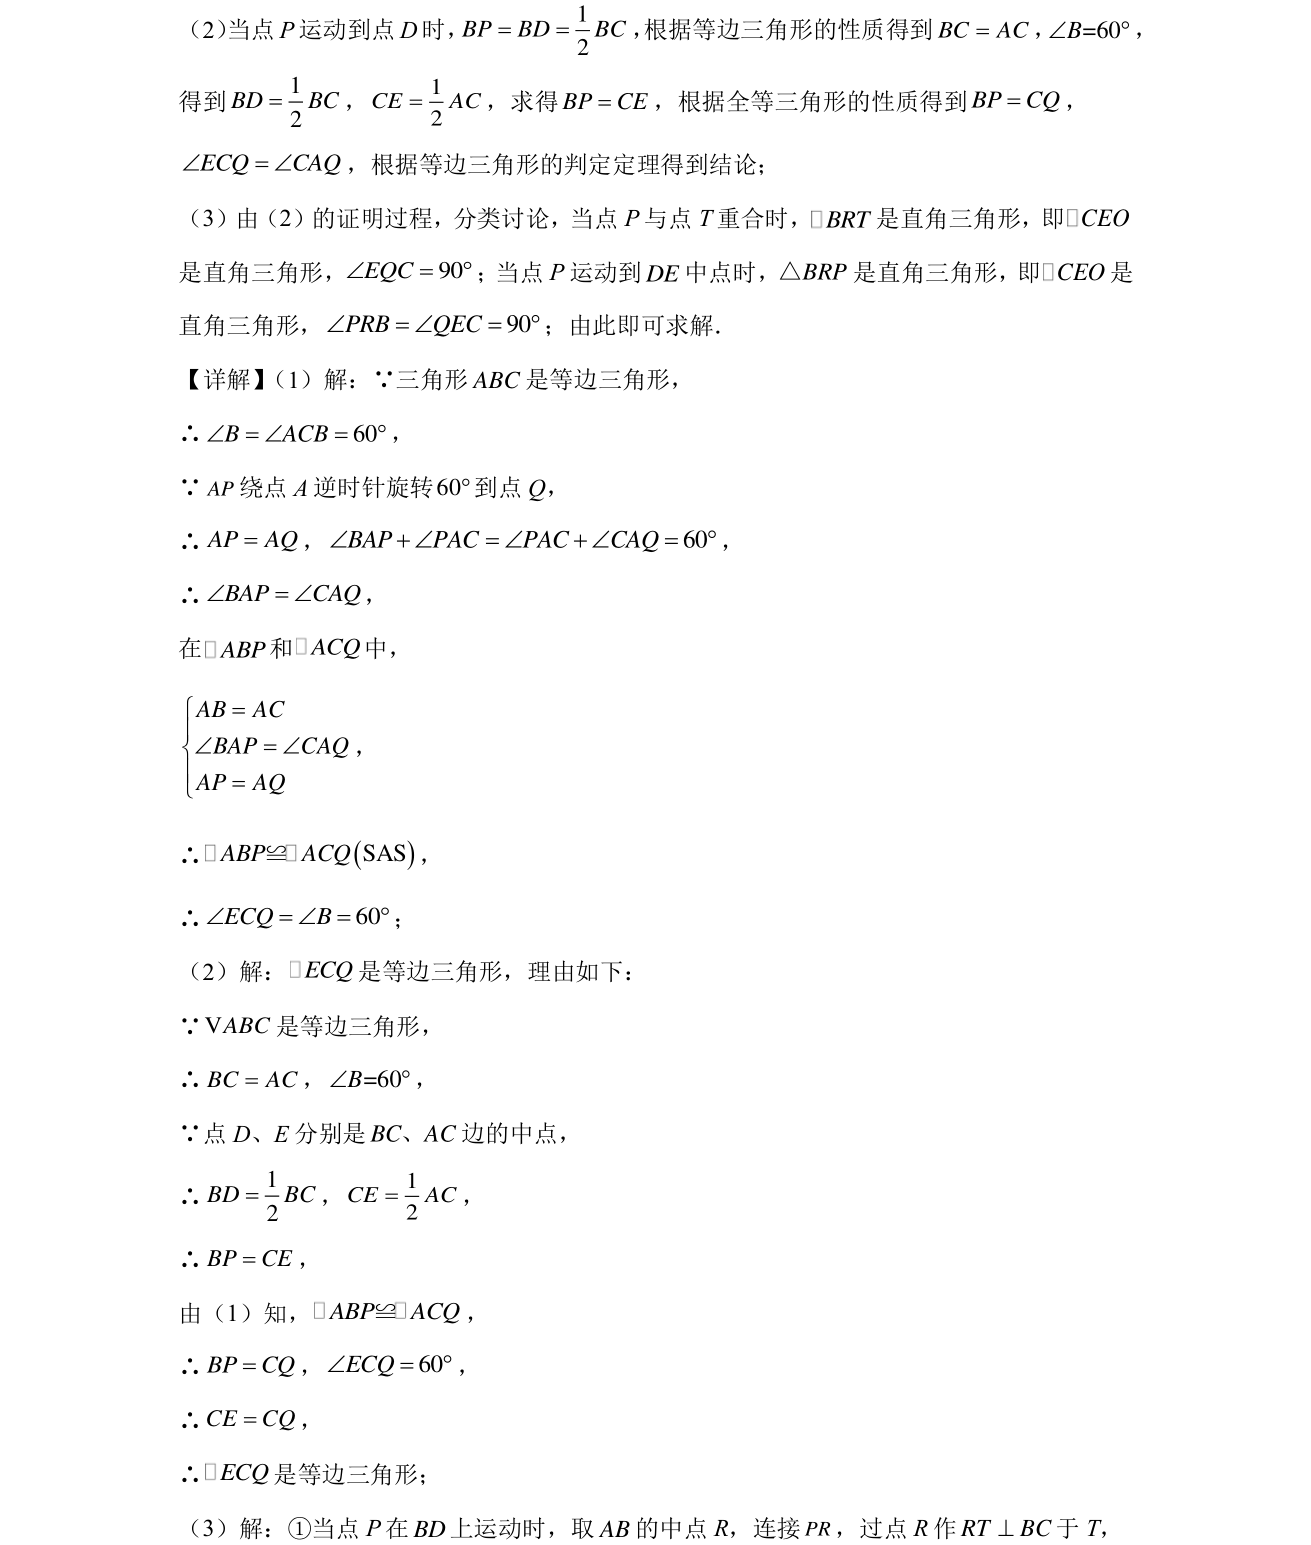 （2）当点 P 运动到点 D 时，BP = BD = 1/2 BC，根据等边三角形的性质得到 BC = AC，∠B=60°，
得到 BD = 1/2 BC，CE = 1/2 AC，求得 BP = CE，根据全等三角形的性质得到 BP = CQ，
∠ECQ = ∠CAQ，根据等边三角形的判定定理得到结论；
（3）由（2）的证明过程，分类讨论，当点 P 与点 T 重合时，□BRT 是直角三角形，即□CEO
是直角三角形，∠EQC = 90°；当点 P 运动到 DE 中点时，△BRP 是直角三角形，即□CEO 是
直角三角形，∠PRB = ∠QEC = 90°；由此即可求解．
【详解】（1）解：∵三角形 ABC 是等边三角形，
∴ ∠B = ∠ACB = 60°，
∵ AP 绕点 A 逆时针旋转 60° 到点 Q，
∴ AP = AQ，∠BAP + ∠PAC = ∠PAC + ∠CAQ = 60°，
∴ ∠BAP = ∠CAQ，
在□ABP 和□ACQ 中，
{ AB = AC
∠BAP = ∠CAQ，
AP = AQ
∴□ABP≌□ACQ(SAS)，
∴ ∠ECQ = ∠B = 60°；
（2）解：□ECQ 是等边三角形，理由如下：
∵VABC 是等边三角形，
∴ BC = AC，∠B=60°，
∵点 D、E 分别是 BC、AC 边的中点，
∴ BD = 1/2 BC，CE = 1/2 AC，
∴ BP = CE，
由（1）知，□ABP≌□ACQ，
∴ BP = CQ，∠ECQ = 60°，
∴ CE = CQ，
∴□ECQ 是等边三角形；
（3）解：①当点 P 在 BD 上运动时，取 AB 的中点 R，连接 PR，过点 R 作 RT ⊥ BC 于 T，